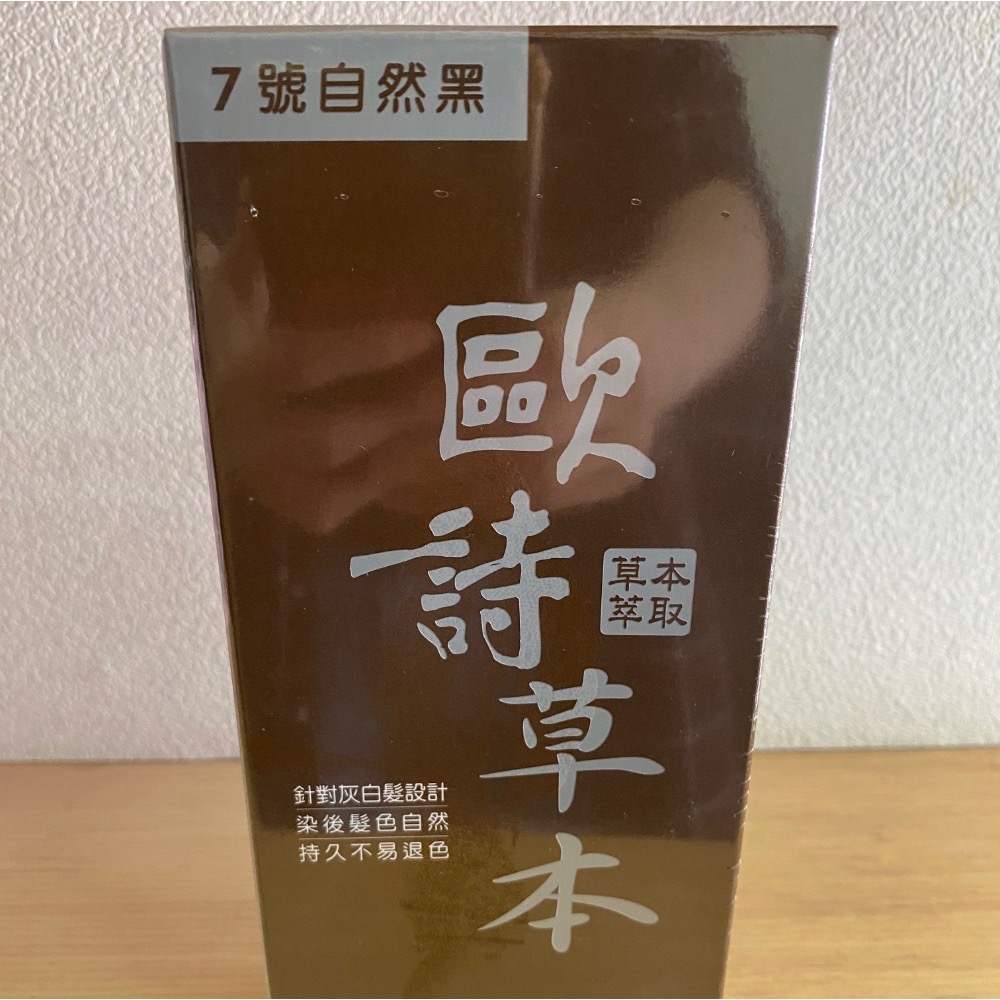 7號自然黑
歐詩草本
草本
萃取
針對灰白髮設計
染後髮色自然
持久不易退色